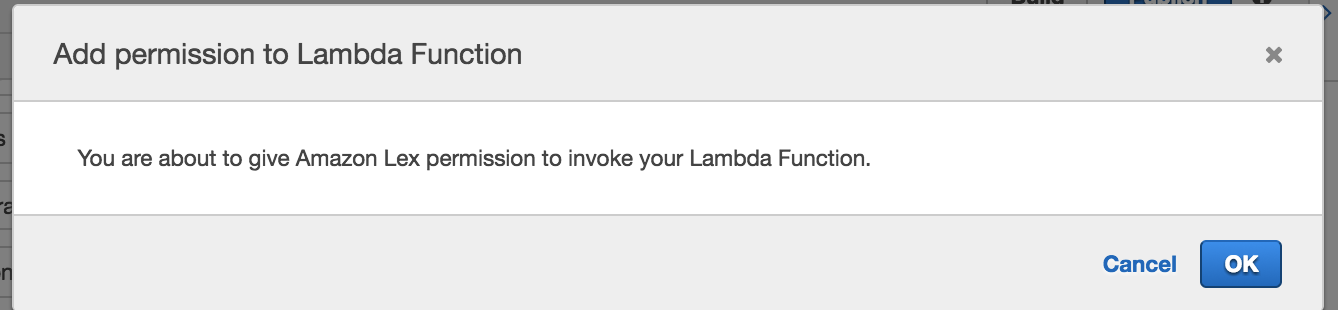 Add permission to Lambda Function
You are about to give Amazon Lex permission to invoke your Lambda Function.
Cancel OK